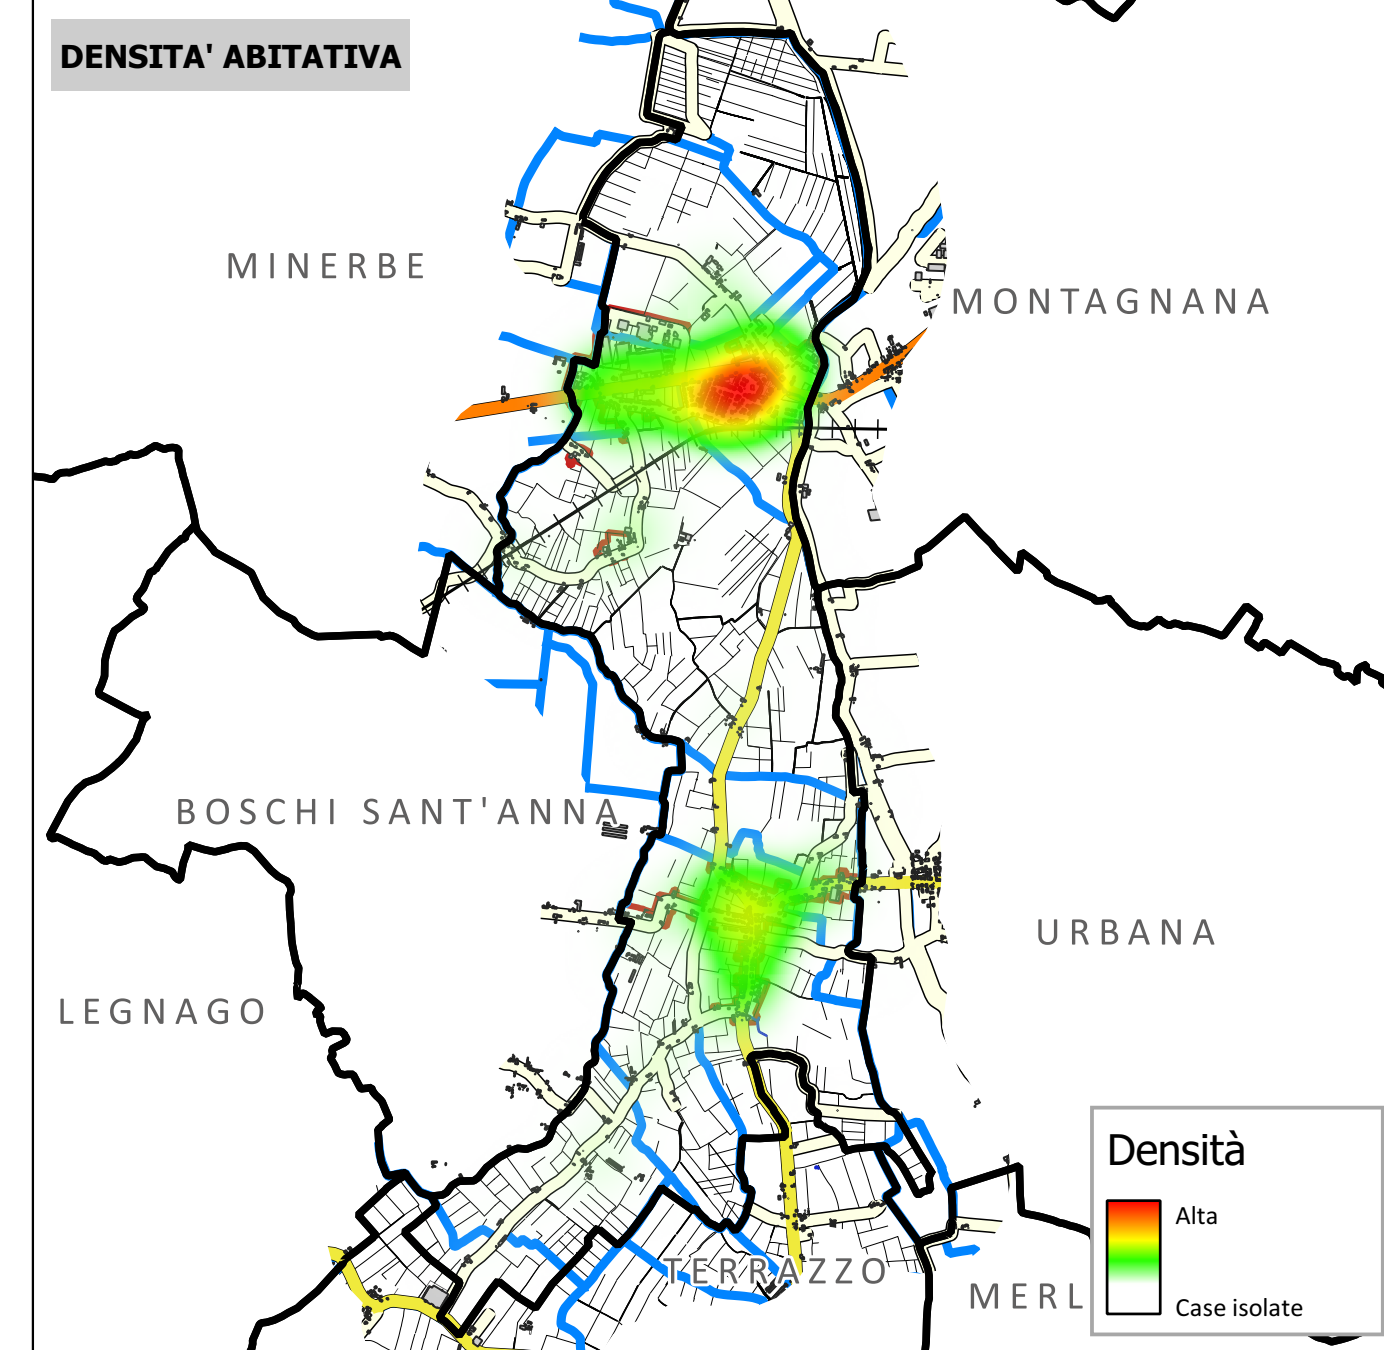 DENSITA' ABITATIVA
MINERBE
MONTAGNANA
BOSCHI SANT'ANNA
URBANA
LEGNAGO
TERRAZZO
MERL
Densità
Alta
Case isolate